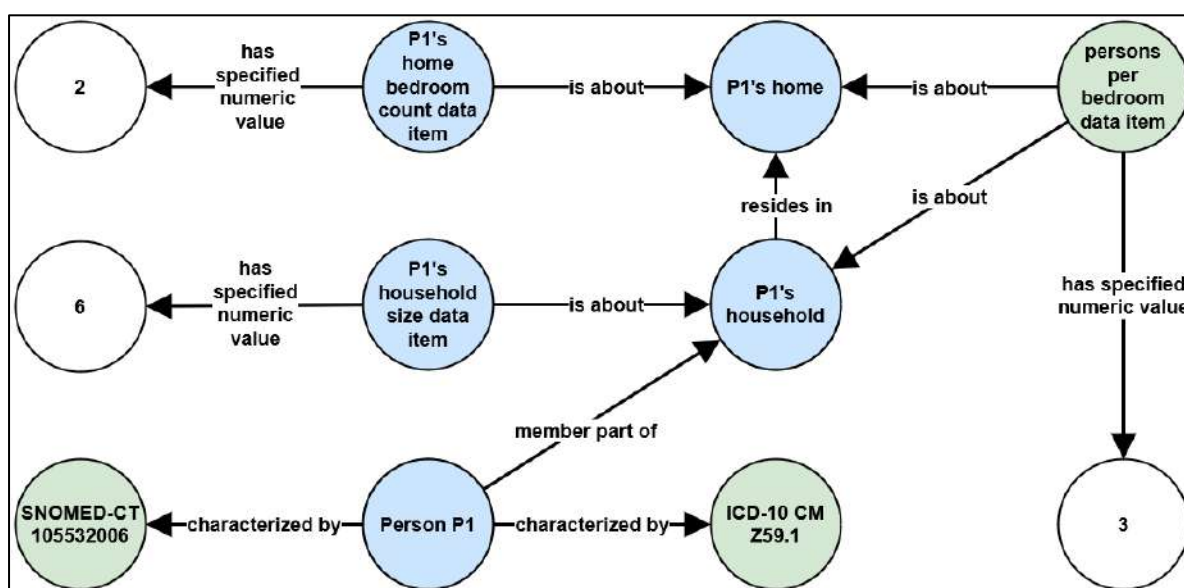 2
has
specified
numeric
value
P1's
home
bedroom
count data
item
is about
P1's home
is about
persons
per
bedroom
data item
resides in
is about
6
has
specified
numeric
value
P1's
household
size data
item
is about
P1's
household
has specified
numeric value
member part of
SNOMED-CT
105532006
characterized by
Person P1
characterized by
ICD-10 CM
Z59.1
3